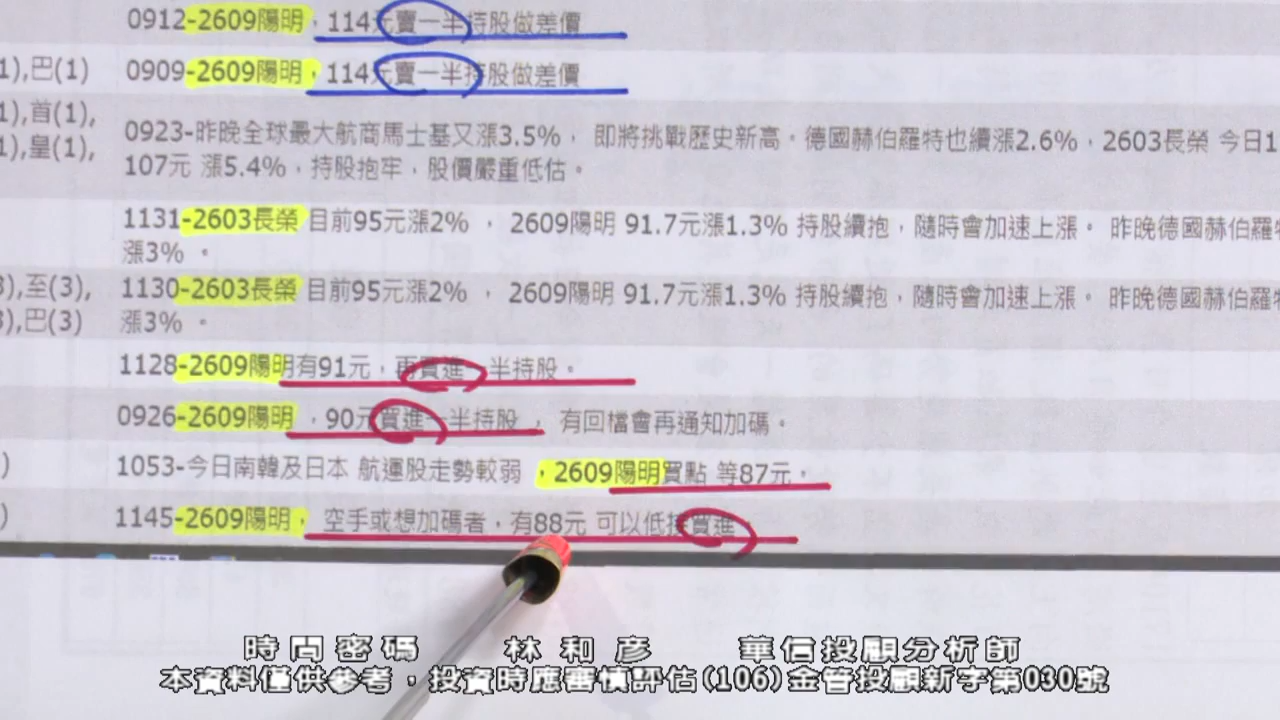 0912-2609陽明，114元賣一半持股做差價
1),巴(1) 0909-2609陽明，114元賣一半持股做差價
1),首(1),
1),皇(1),
0923-昨晚全球最大航商馬士基又漲3.5%， 即將挑戰歷史新高。德國赫伯羅特也續漲2.6%，2603長榮 今日1
107元 漲5.4%，持股抱牢，股價嚴重低估。
1131-2603長榮 目前95元漲2% ， 2609陽明 91.7元漲1.3% 持股續抱，隨時會加速上漲。 昨晚德國赫伯羅
漲3% 。
3),至(3), 1130-2603長榮 目前95元漲2% ， 2609陽明 91.7元漲1.3% 持股續抱，隨時會加速上漲。 昨晚德國赫伯羅
3),巴(3) 漲3% 。
1128-2609陽明有91元，再買進一半持股。
0926-2609陽明 ，90元買進一半持股 ， 有回檔會再通知加碼。
) 1053-今日南韓及日本 航運股走勢較弱 ，2609陽明買點 等87元，
) 1145-2609陽明， 空手或想加碼者，有88元 可以低接買進，
時間密碼 林和彥 華信投顧分析師
本資料僅供參考，投資時應審慎評估(106)金管投顧新字第030號